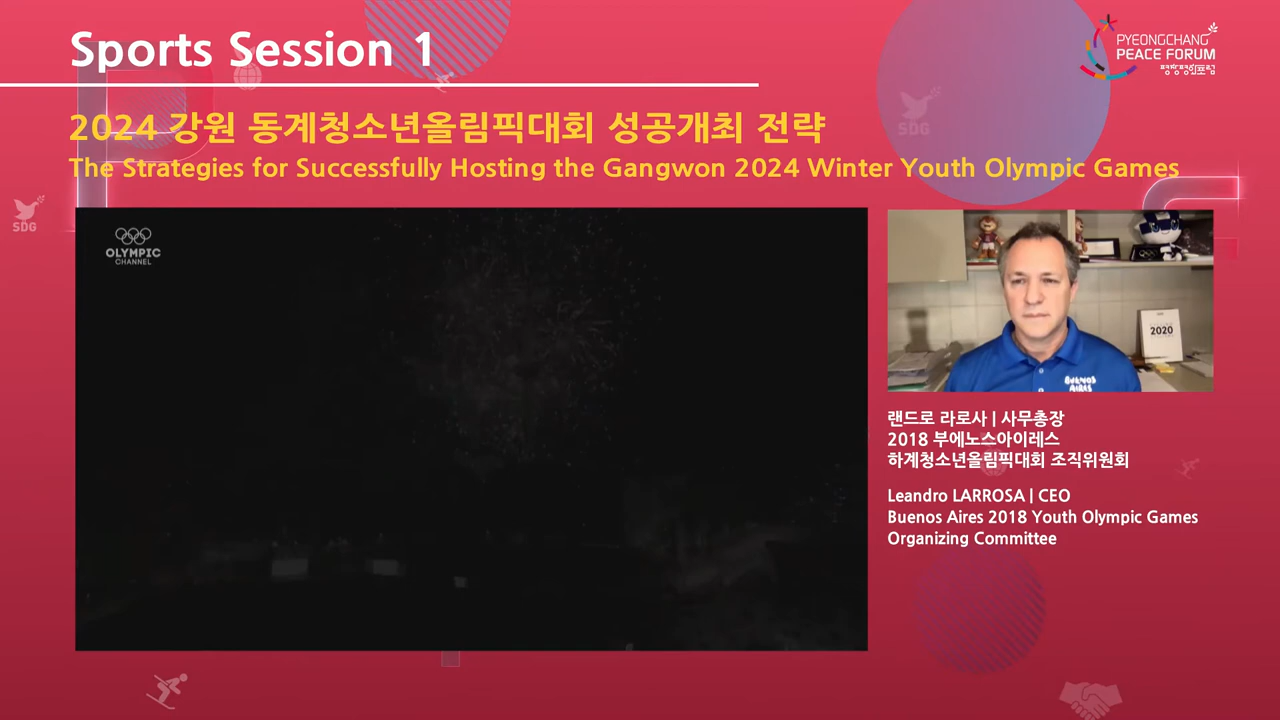 Sports Session 1
PYEONGCHANG
PEACE FORUM
평창평화포럼
2024 강원 동계청소년올림픽대회 성공개최 전략
The Strategies for Successfully Hosting the Gangwon 2024 Winter Youth Olympic Games
SDG
SDG
OLYMPIC
CHANNEL
2020
BUENOS
AIRES
랜드로 라로사 | 사무총장
2018 부에노스아이레스
하계청소년올림픽대회 조직위원회
Leandro LARROSA | CEO
Buenos Aires 2018 Youth Olympic Games
Organizing Committee